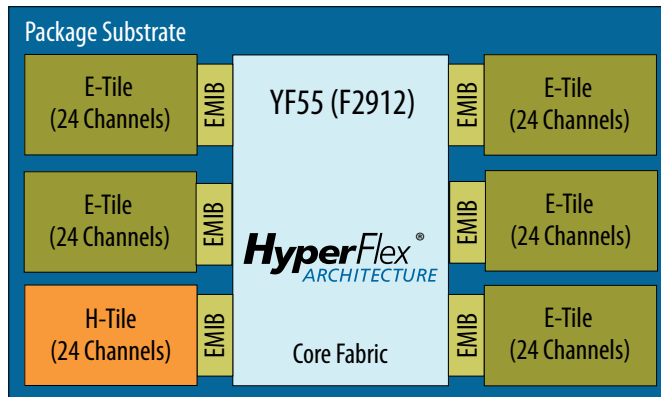 Package Substrate
E-Tile
(24 Channels)
EMIB
YF55 (F2912)
EMIB
E-Tile
(24 Channels)
E-Tile
(24 Channels)
EMIB
HyperFlex®
ARCHITECTURE
EMIB
E-Tile
(24 Channels)
H-Tile
(24 Channels)
EMIB
Core Fabric
EMIB
E-Tile
(24 Channels)